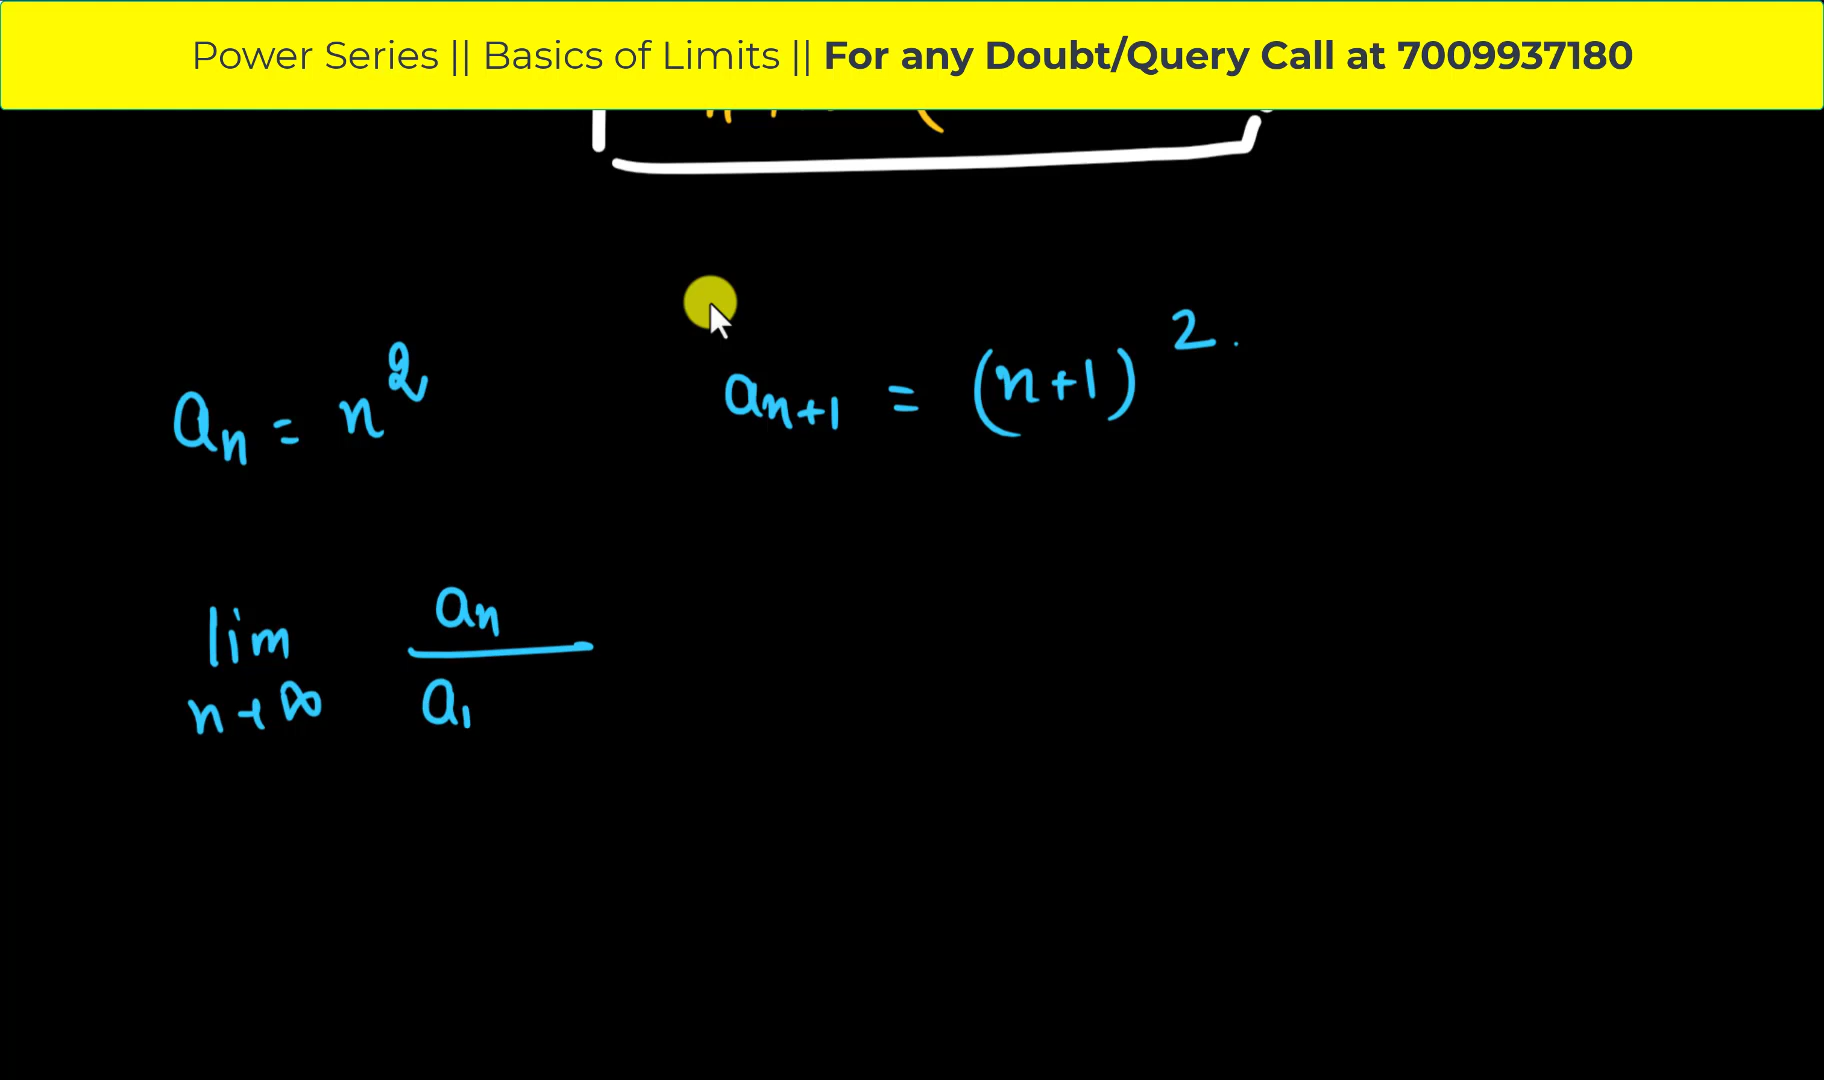 Power Series || Basics of Limits || For any Doubt/Query Call at 7009937180
aₙ = n² aₙ₊₁ = (n+1)².
lim aₙ
n→∞ a₁